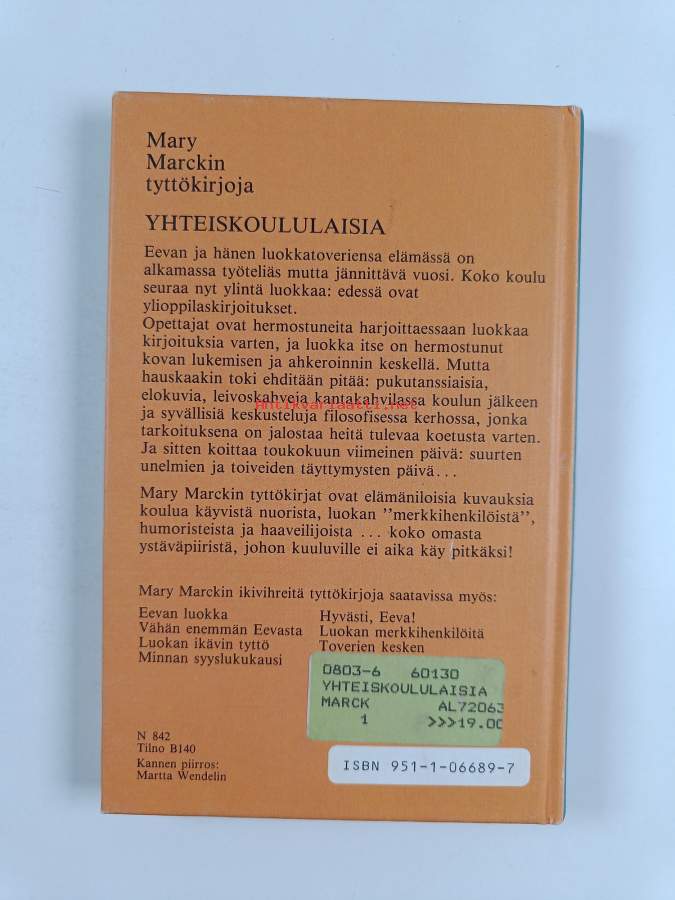 Mary
Marckin
tyttökirjoja
YHTEISKOULULAISIA
Eevan ja hänen luokkatoveriensa elämässä on
alkamassa työteliäs mutta jännittävä vuosi. Koko koulu
seuraa nyt ylintä luokkaa: edessä ovat
ylioppilaskirjoitukset.
Opettajat ovat hermostuneita harjoittaessaan luokkaa
kirjoituksia varten, ja luokka itse on hermostunut
kovan lukemisen ja ahkeroinnin keskellä. Mutta
hauskaakin toki ehditään pitää: pukutanssiaisia,
elokuvia, leivoskahveja kantakahvilassa koulun jälkeen
Antikvariaatti.net
ja syvällisiä keskusteluja filosofisessa kerhossa, jonka
tarkoituksena on jalostaa heitä tulevaa koetusta varten.
Ja sitten koittaa toukokuun viimeinen päivä: suurten
unelmien ja toiveiden täyttymysten päivä...
Mary Marckin tyttökirjat ovat elämäniloisia kuvauksia
koulua käyvistä nuorista, luokan ”merkkihenkilöistä”,
humoristeista ja haaveilijoista ... koko omasta
ystäväpiiristä, johon kuuluville ei aika käy pitkäksi!
Mary Marckin ikivihreitä tyttökirjoja saatavissa myös:
Eevan luokka
Vähän enemmän Eevasta
Luokan ikävin tyttö
Minnan syyslukukausi
Hyvästi, Eeva!
Luokan merkkihenkilöitä
Toverien kesken
0803-6 60130
YHTEISKOULULAISIA
MARCK AL72063
1 >>>19.00
N 842
Tilno B140
Kannen piirros:
Martta Wendelin
ISBN 951-1-06689-7